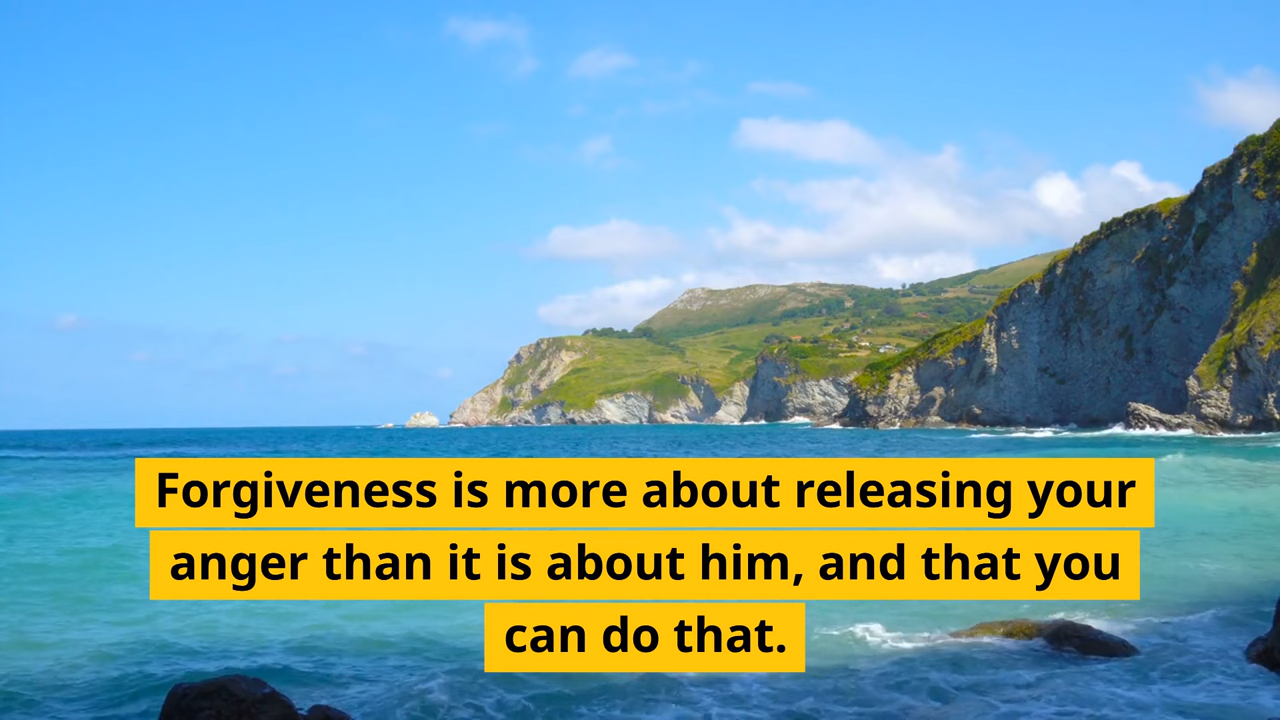 Forgiveness is more about releasing your
anger than it is about him, and that you
can do that.